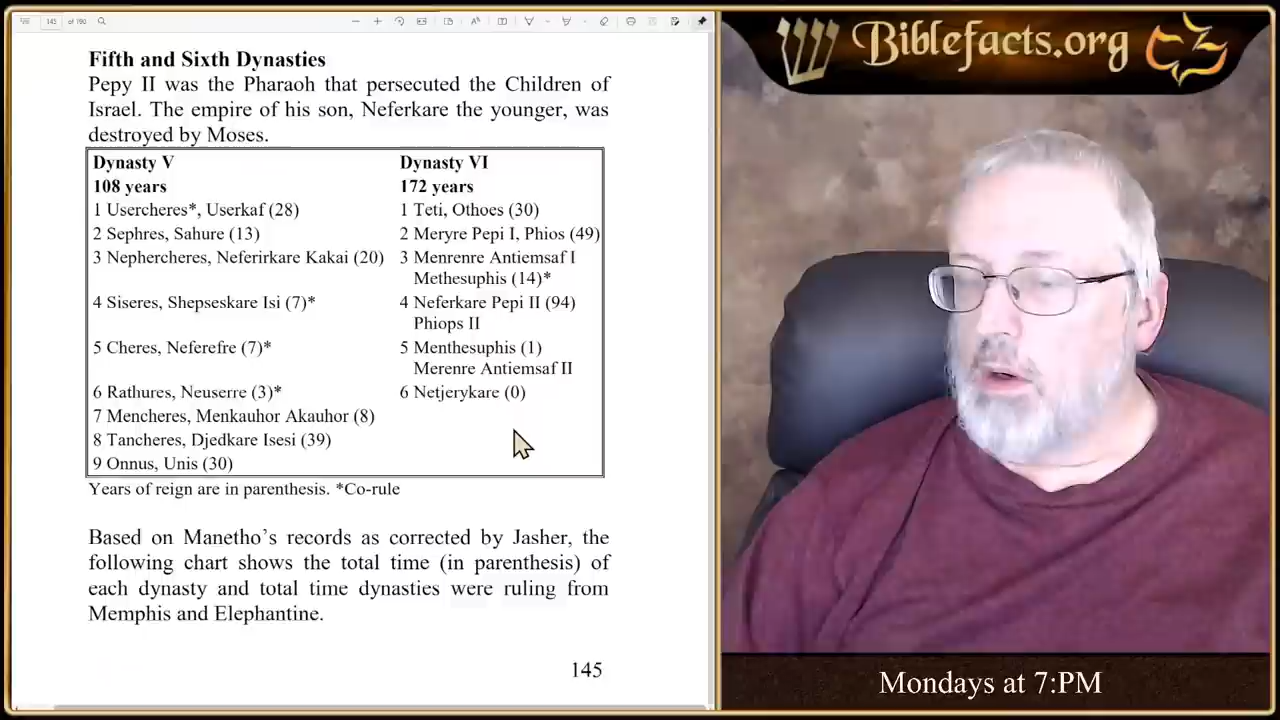 145 of 190
Biblefacts.org
Fifth and Sixth Dynasties
Pepy II was the Pharaoh that persecuted the Children of
Israel. The empire of his son, Neferkare the younger, was
destroyed by Moses.
Dynasty V
108 years
1 Usercheres*, Userkaf (28)
2 Sephres, Sahure (13)
3 Nephercheres, Neferirkare Kakai (20)
4 Siseres, Shepseskare Isi (7)*
5 Cheres, Neferefre (7)*
6 Rathures, Neuserre (3)*
7 Mencheres, Menkauhor Akauhor (8)
8 Tancheres, Djedkare Isesi (39)
9 Onnus, Unis (30)
Dynasty VI
172 years
1 Teti, Othoes (30)
2 Meryre Pepi I, Phios (49)
3 Menrenre Antiemsaf I
Methesuphis (14)*
4 Neferkare Pepi II (94)
Phiops II
5 Menthesuphis (1)
Merenre Antiemsaf II
6 Netjerykare (0)
Years of reign are in parenthesis. *Co-rule
Based on Manetho’s records as corrected by Jasher, the
following chart shows the total time (in parenthesis) of
each dynasty and total time dynasties were ruling from
Memphis and Elephantine.
145
Mondays at 7:PM